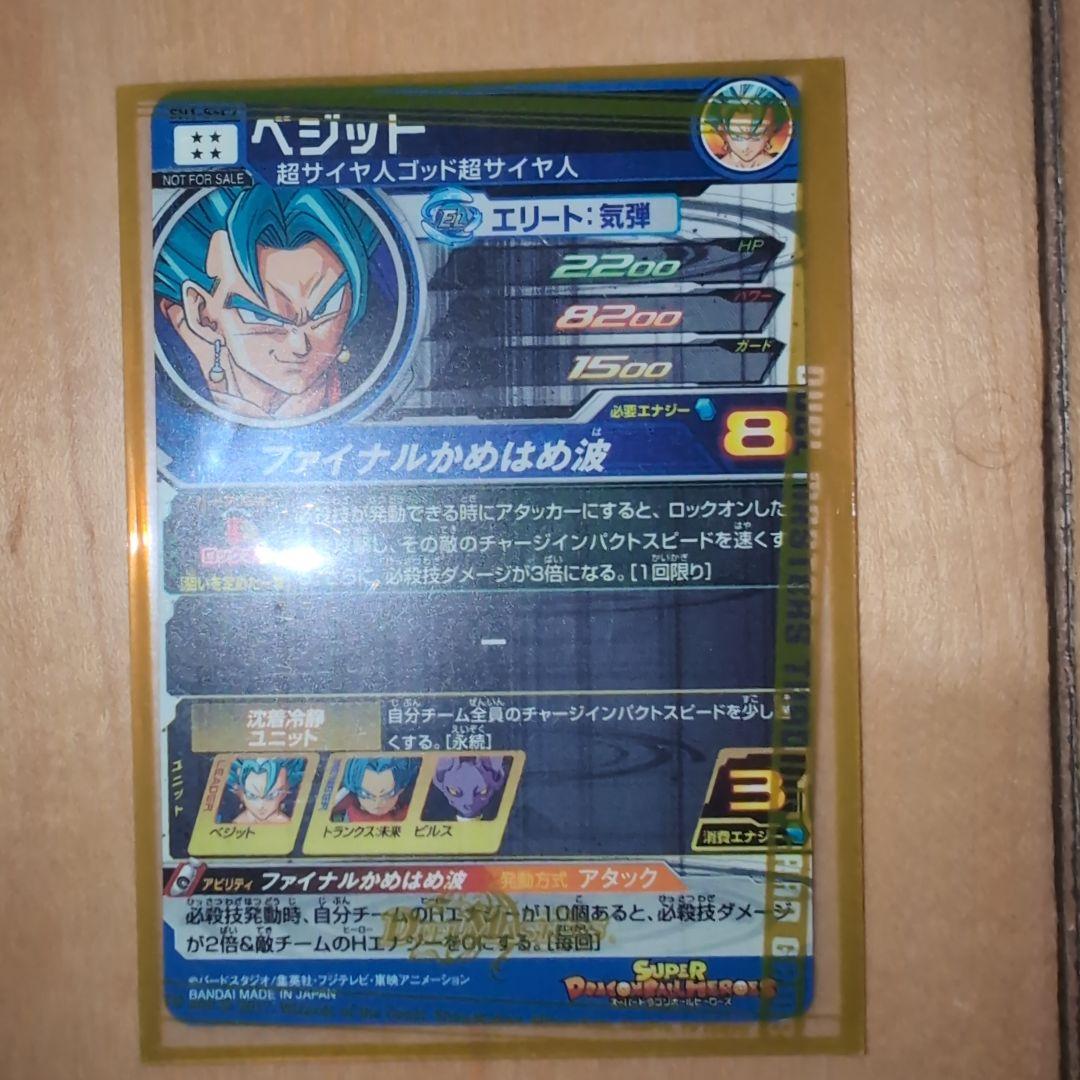 ベジット
NOT FOR SALE
超サイヤ人ゴッド超サイヤ人
EL エリート:気弾
HP
2200
パワー
8200
ガード
1500
必要エナジー
8
ファイナルかめはめ波
が発動できる時にアタッカーにすると、ロックオンした
し、その敵のチャージインパクトスピードを速くす
必殺技ダメージが3倍になる。[1回限り]
ー
沈着冷静
ユニット
自分チーム全員のチャージインパクトスピードを少し
くする。[永続]
ユニット
LEADER
ベジット
トランクス:未来
ビルス
3
消費エナジー
アビリティ ファイナルかめはめ波 発動方式 アタック
必殺技発動時、自分チームのHエナジーが10個あると、必殺技ダメージ
が2倍&敵チームのHエナジーを0にする。[毎回]
DUEL MASTERS
©バードスタジオ/集英社・フジテレビ・東映アニメーション
BANDAI MADE IN JAPAN
SUPER
DRAGONBALL HEROES
スーパードラゴンボールヒーローズ